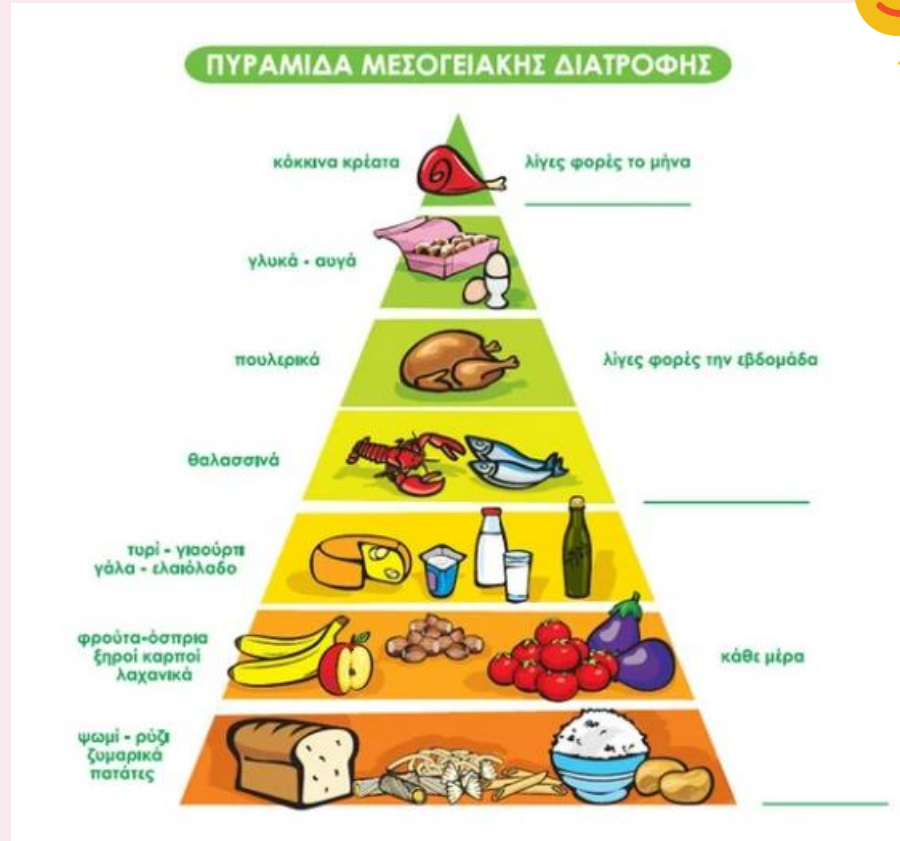 ΠΥΡΑΜΙΔΑ ΜΕΣΟΓΕΙΑΚΗΣ ΔΙΑΤΡΟΦΗΣ
κόκκινα κρέατα
λίγες φορές το μήνα
γλυκά - αυγά
πουλερικά
λίγες φορές την εβδομάδα
θαλασσινά
τυρί - γιαούρτι
γάλα - ελαιόλαδο
φρούτα-όσπρια
ξηροί καρποί
λαχανικά
κάθε μέρα
ψωμί - ρύζι
ζυμαρικά
πατάτες